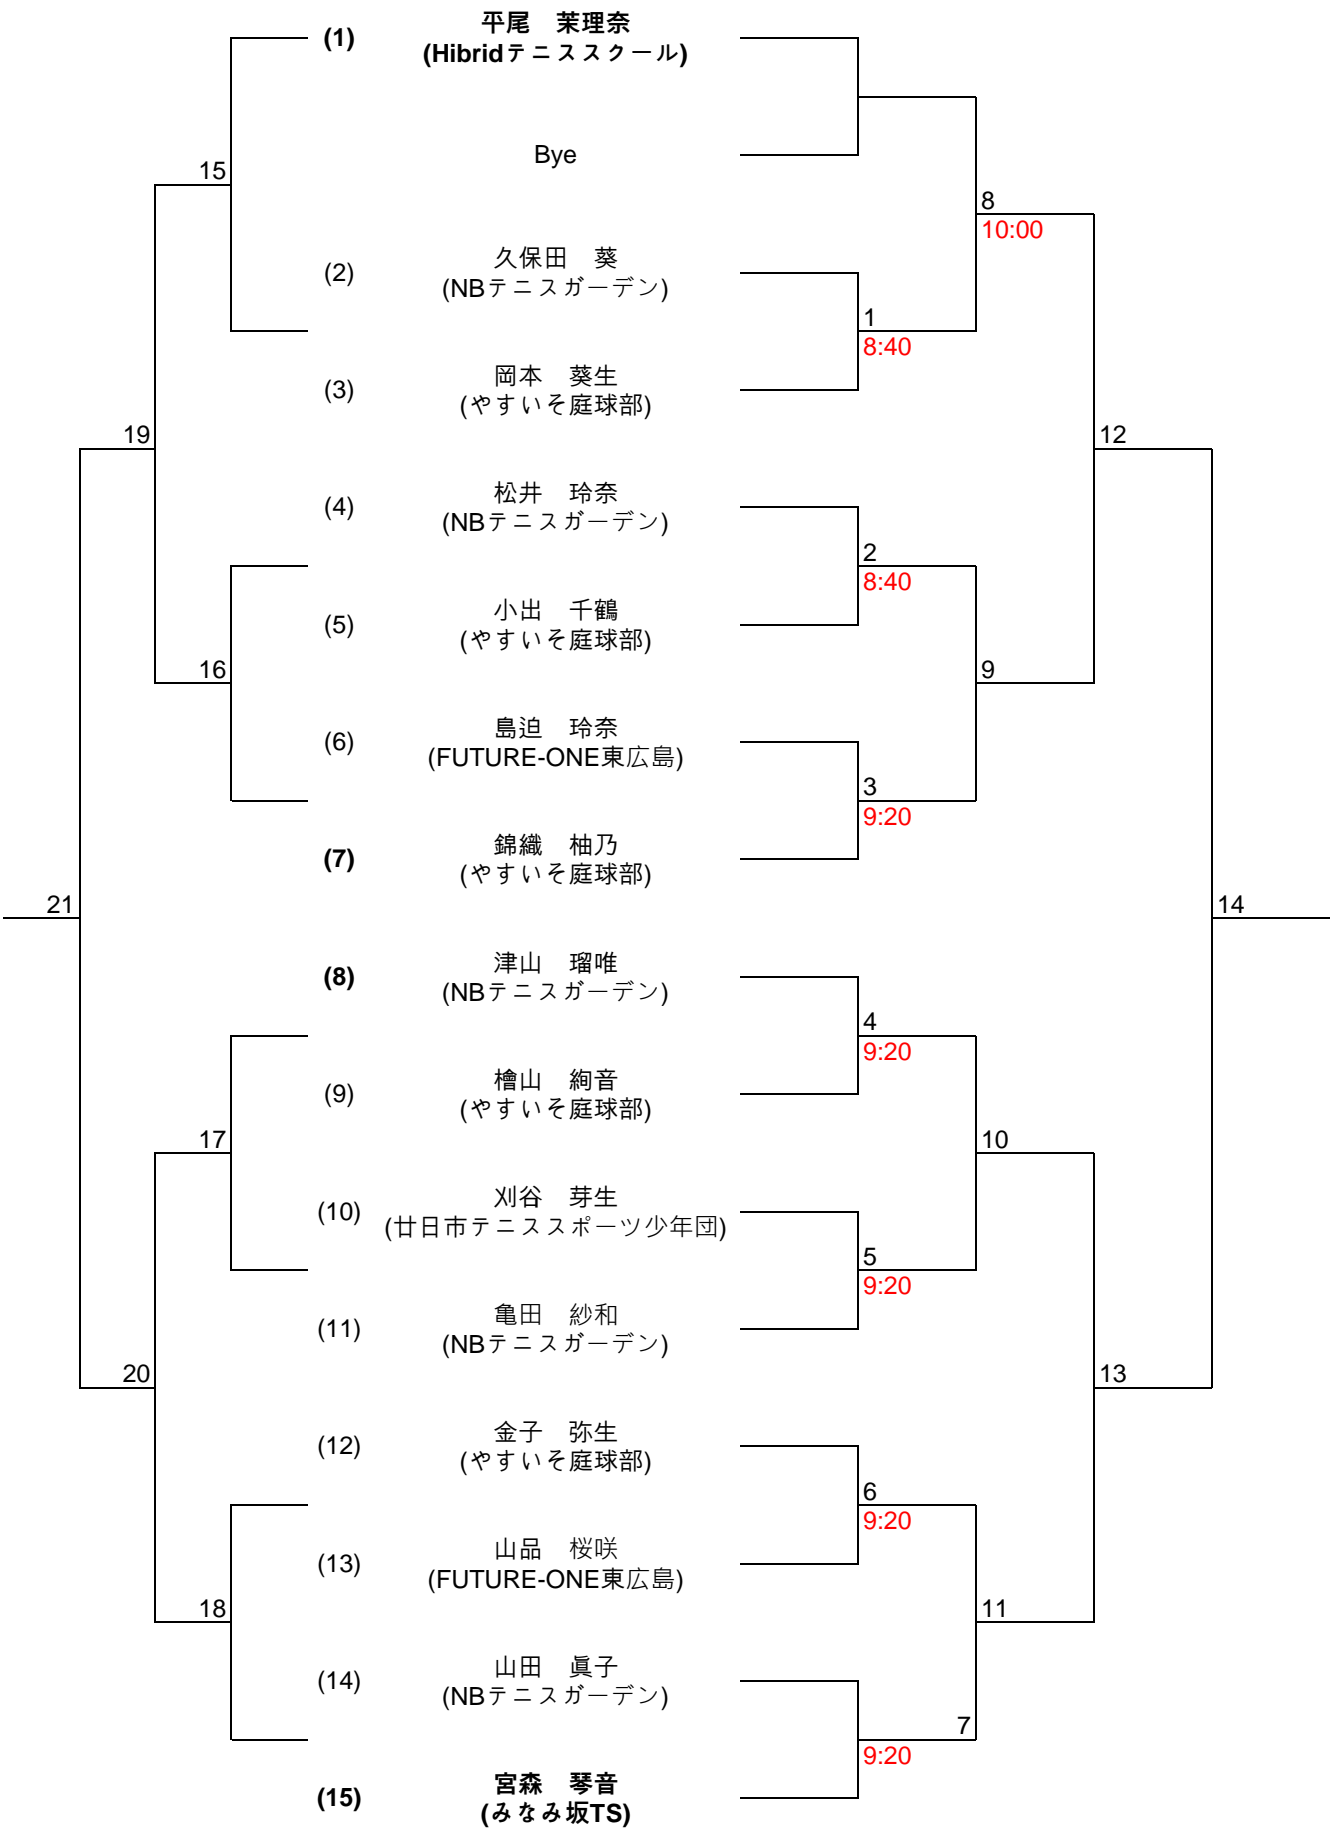 平尾　茉理奈
(1)
(Hibridテニススクール)
Bye
15
8
10:00
久保田　葵
(2)
(NBテニスガーデン)
1
8:40
岡本　葵生
(3)
(やすいそ庭球部)
19
12
松井　玲奈
(4)
(NBテニスガーデン)
2
8:40
小出　千鶴
(5)
(やすいそ庭球部)
16
9
島迫　玲奈
(6)
(FUTURE-ONE東広島)
3
9:20
錦織　柚乃
(7)
(やすいそ庭球部)
21
14
津山　瑠唯
(8)
(NBテニスガーデン)
4
9:20
檜山　絢音
(9)
(やすいそ庭球部)
17
10
刈谷　芽生
(10)
(廿日市テニススポーツ少年団)
5
9:20
亀田　紗和
(11)
(NBテニスガーデン)
20
13
金子　弥生
(12)
(やすいそ庭球部)
6
9:20
山品　桜咲
(13)
(FUTURE-ONE東広島)
18
11
山田　眞子
(14)
(NBテニスガーデン)
7
9:20
宮森　琴音
(15)
(みなみ坂TS)